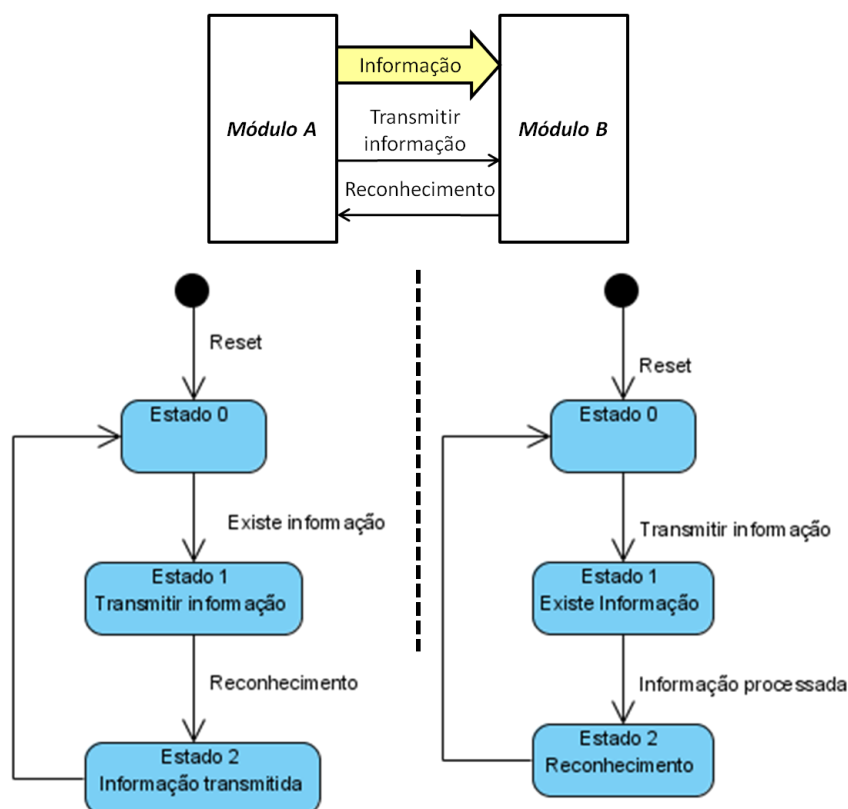 Módulo A
Informação
Transmitir
informação
Reconhecimento
Módulo B
Reset
Estado 0
Existe informação
Estado 1
Transmitir informação
Reconhecimento
Estado 2
Informação transmitida
Reset
Estado 0
Transmitir informação
Estado 1
Existe Informação
Informação processada
Estado 2
Reconhecimento